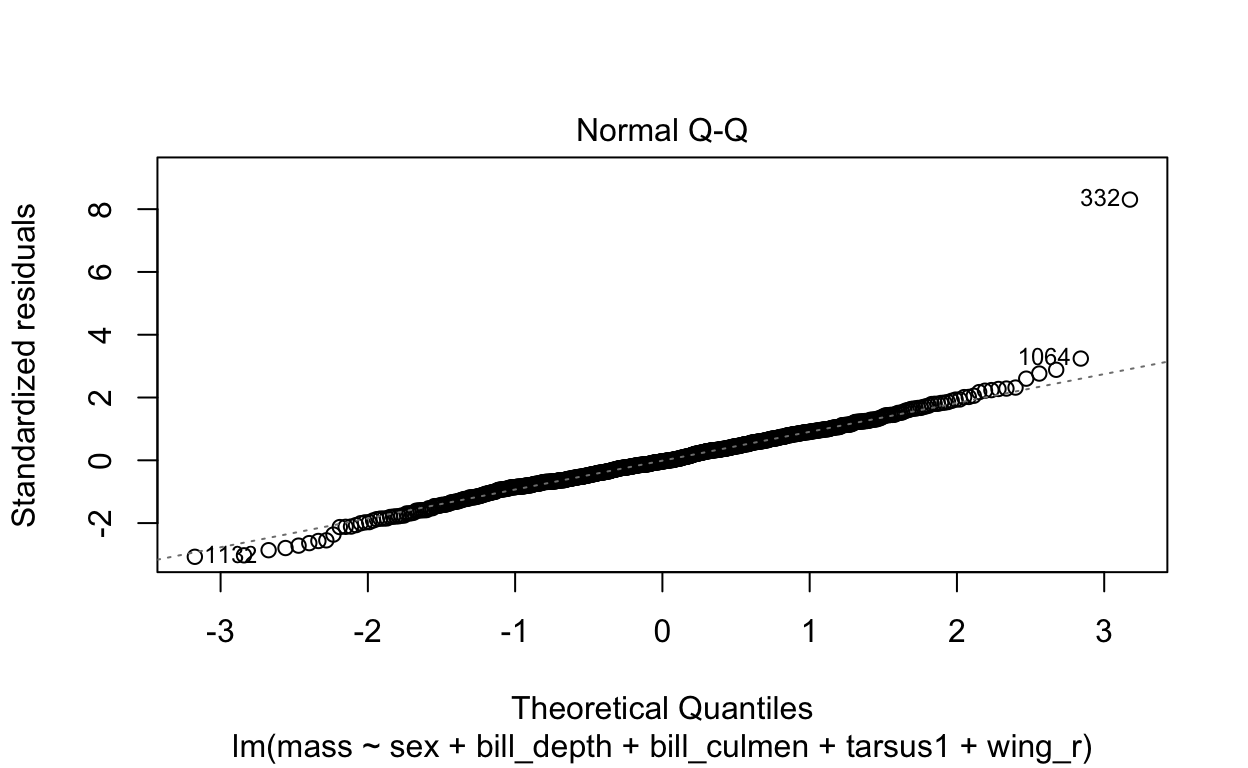 Normal Q-Q
Standardized residuals
8
6
4
2
0
-2
332
1064
1132
-3 -2 -1 0 1 2 3
Theoretical Quantiles
lm(mass ~ sex + bill_depth + bill_culmen + tarsus1 + wing_r)